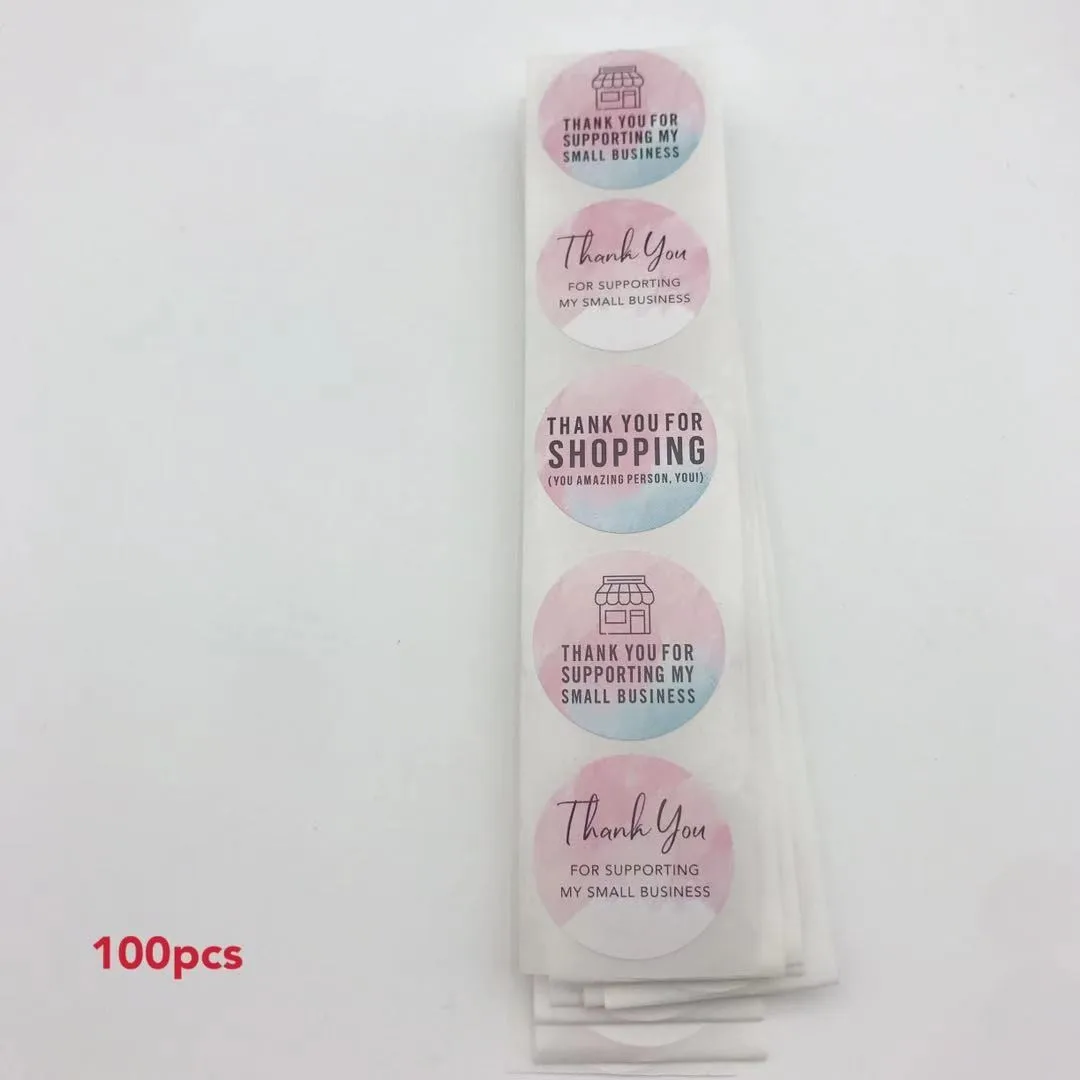 THANK YOU FOR
SUPPORTING MY
SMALL BUSINESS
Thank You
FOR SUPPORTING
MY SMALL BUSINESS
THANK YOU FOR
SHOPPING
(YOU AMAZING PERSON, YOU!)
THANK YOU FOR
SUPPORTING MY
SMALL BUSINESS
Thank You
FOR SUPPORTING
MY SMALL BUSINESS
100pcs